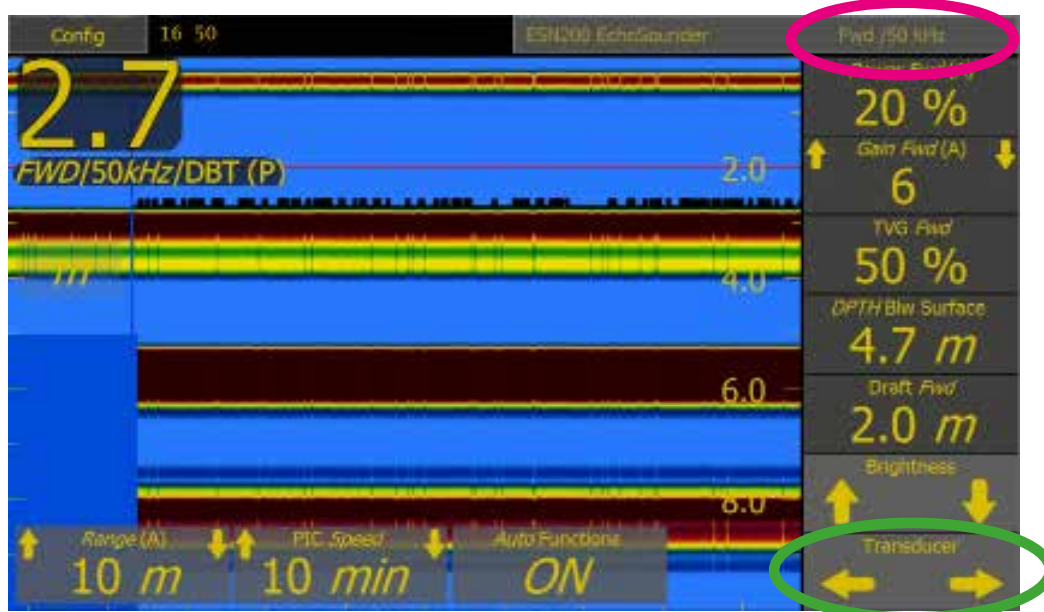 Config
16 50
ESN200 EchoSounder
Fwd /50 kHz
2.7
FWD/50kHz/DBT (P)
m
2.0
4.0
6.0
8.0
Power Fwd (A)
20 %
Gain Fwd (A)
6
TVG Fwd
50 %
DPTH Blw Surface
4.7 m
Draft Fwd
2.0 m
Brightness
Transducer
Range (A)
10 m
PIC Speed
10 min
Auto Functions
ON